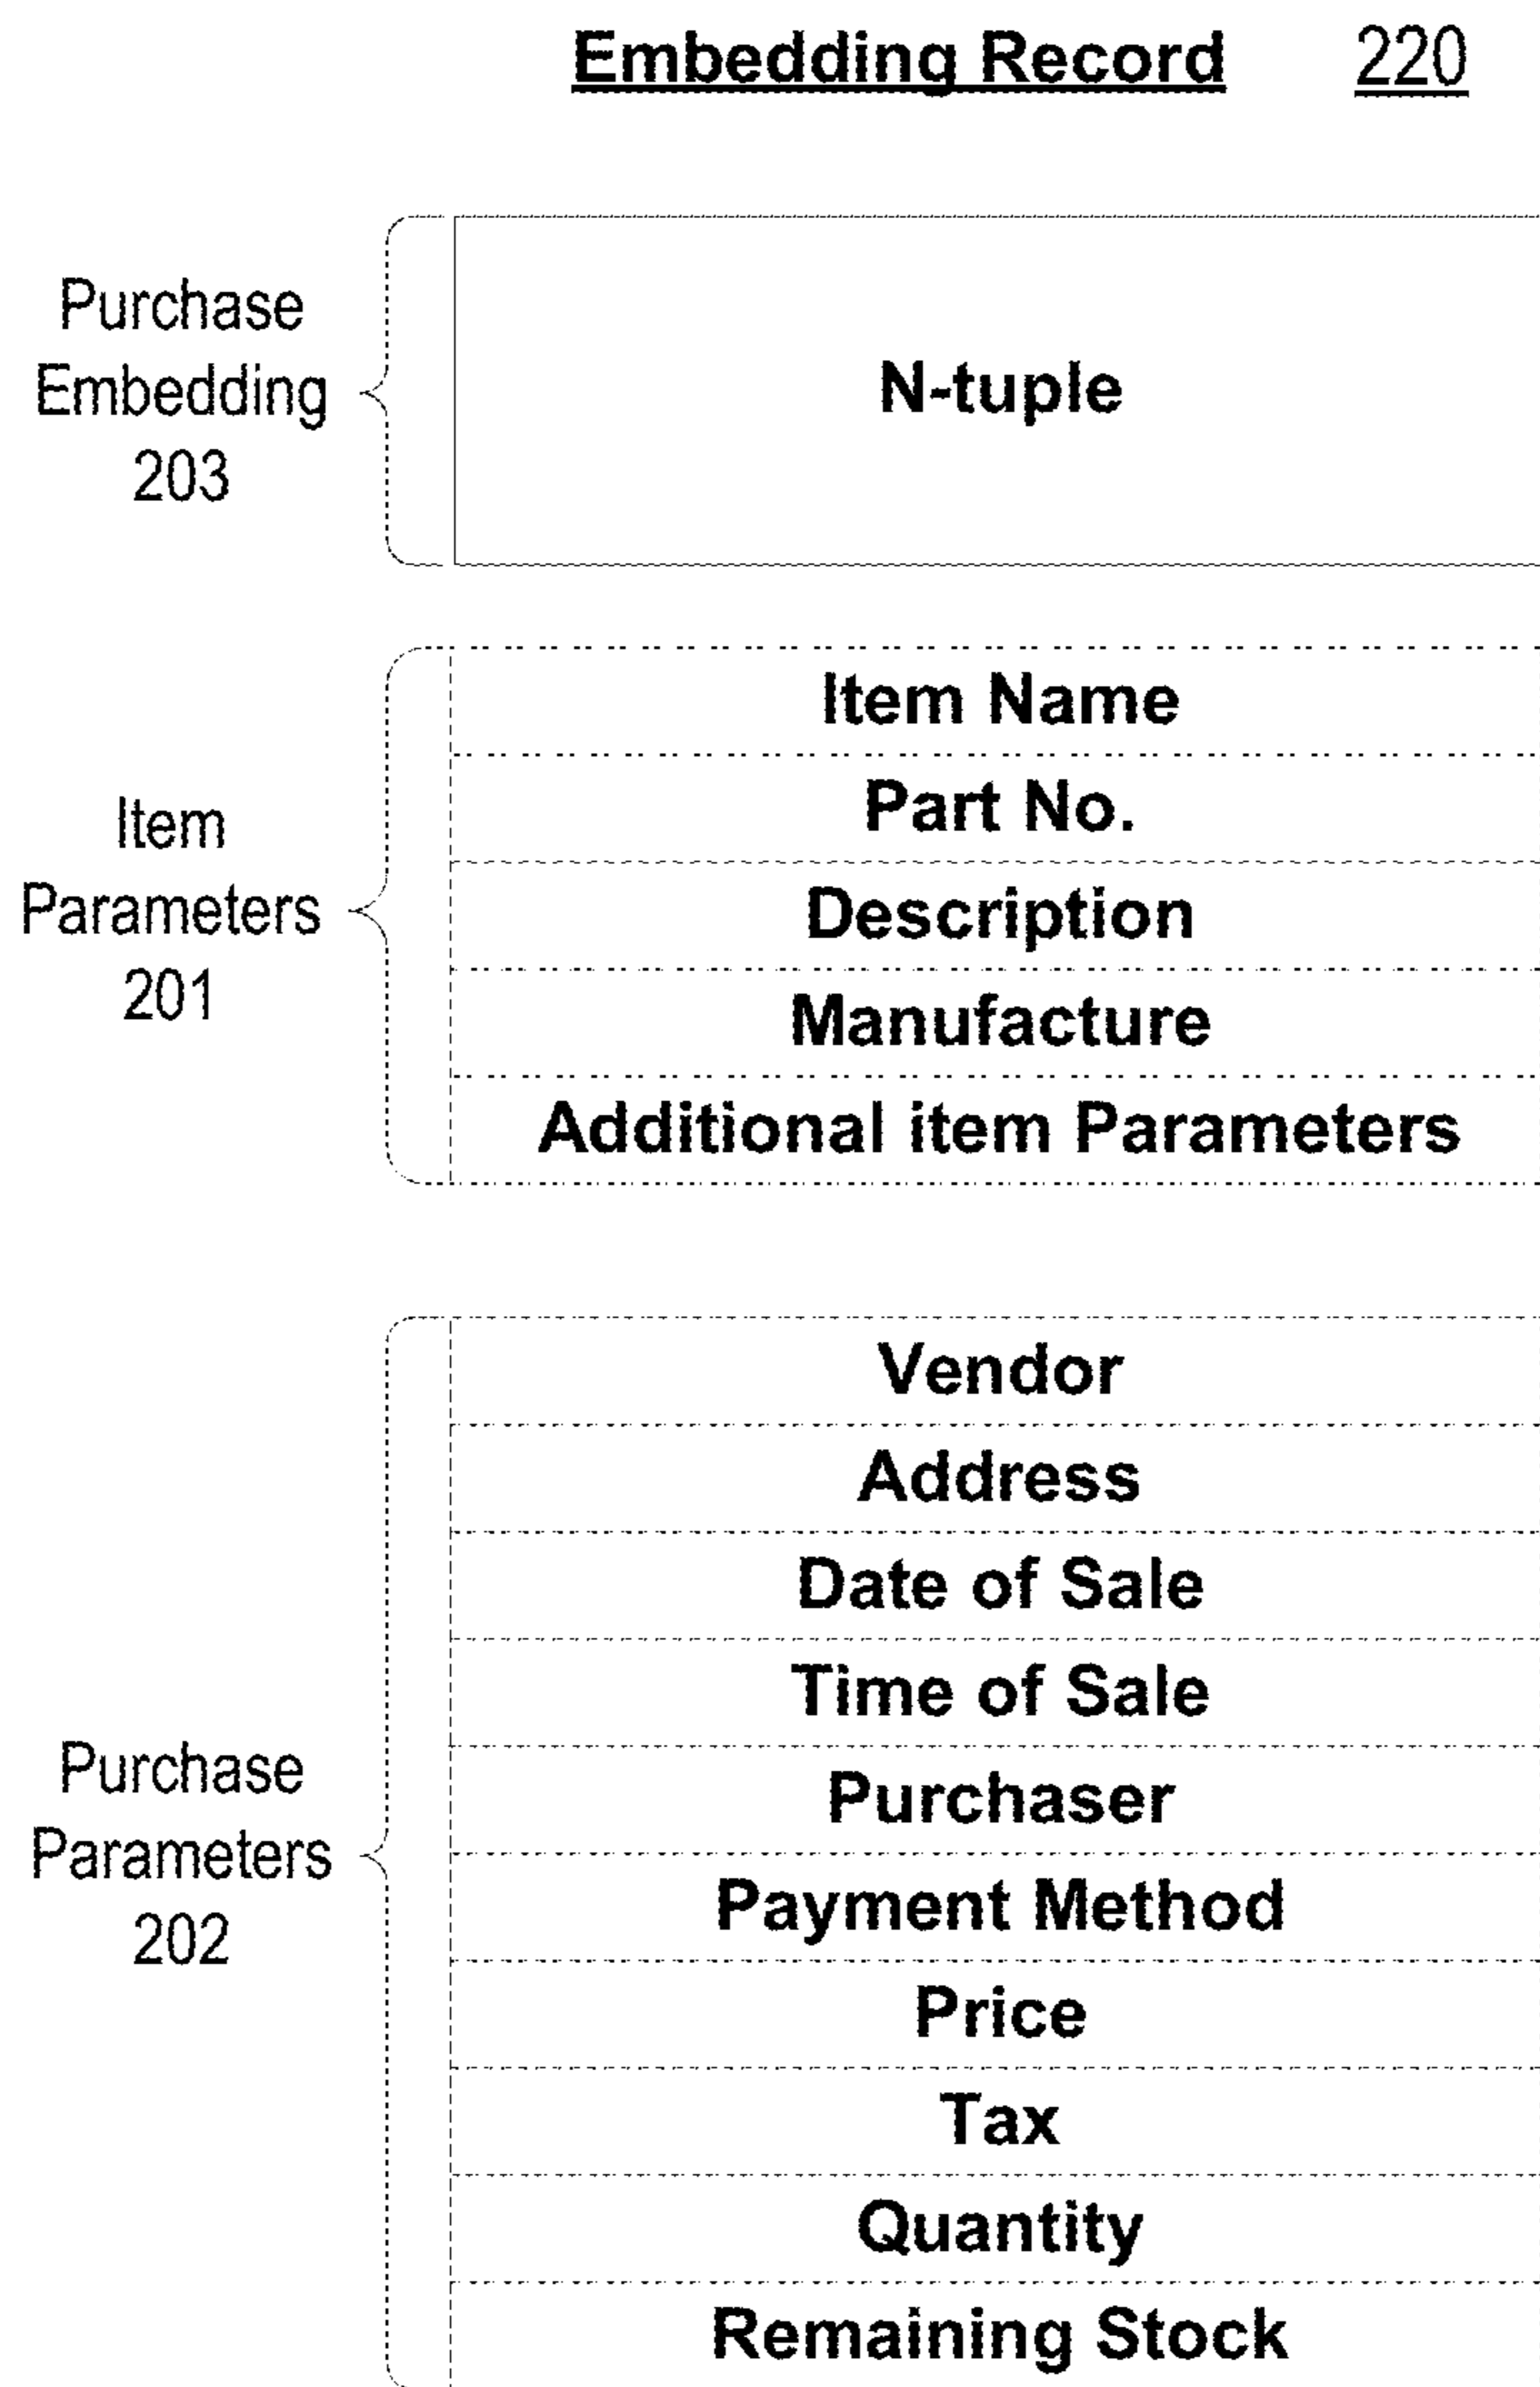 Embedding Record 220
Purchase
Embedding
203
N-tuple
Item
Parameters
201
Item Name
Part No.
Description
Manufacture
Additional item Parameters
Purchase
Parameters
202
Vendor
Address
Date of Sale
Time of Sale
Purchaser
Payment Method
Price
Tax
Quantity
Remaining Stock